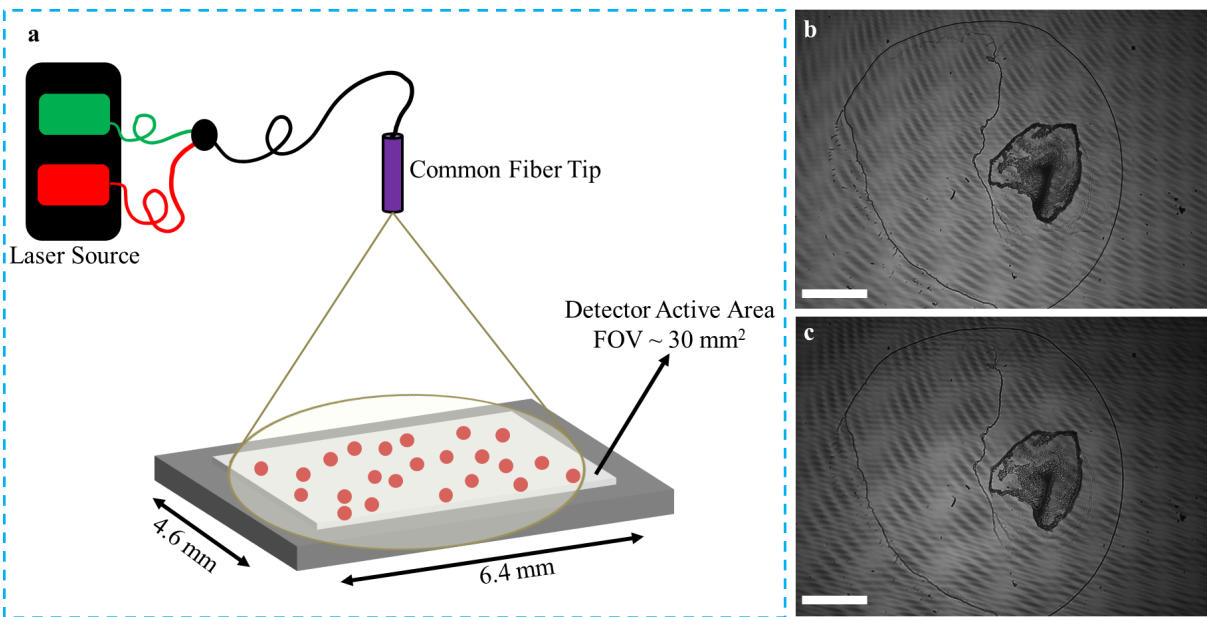 a
Laser Source
Common Fiber Tip
Detector Active Area
FOV ~ 30 mm²
4.6 mm
6.4 mm
b
c